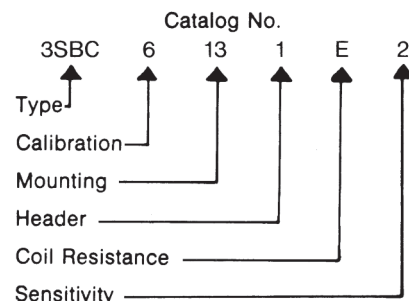 Catalog No.
3SBC 6 13 1 E 2
Type
Calibration
Mounting
Header
Coil Resistance
Sensitivity